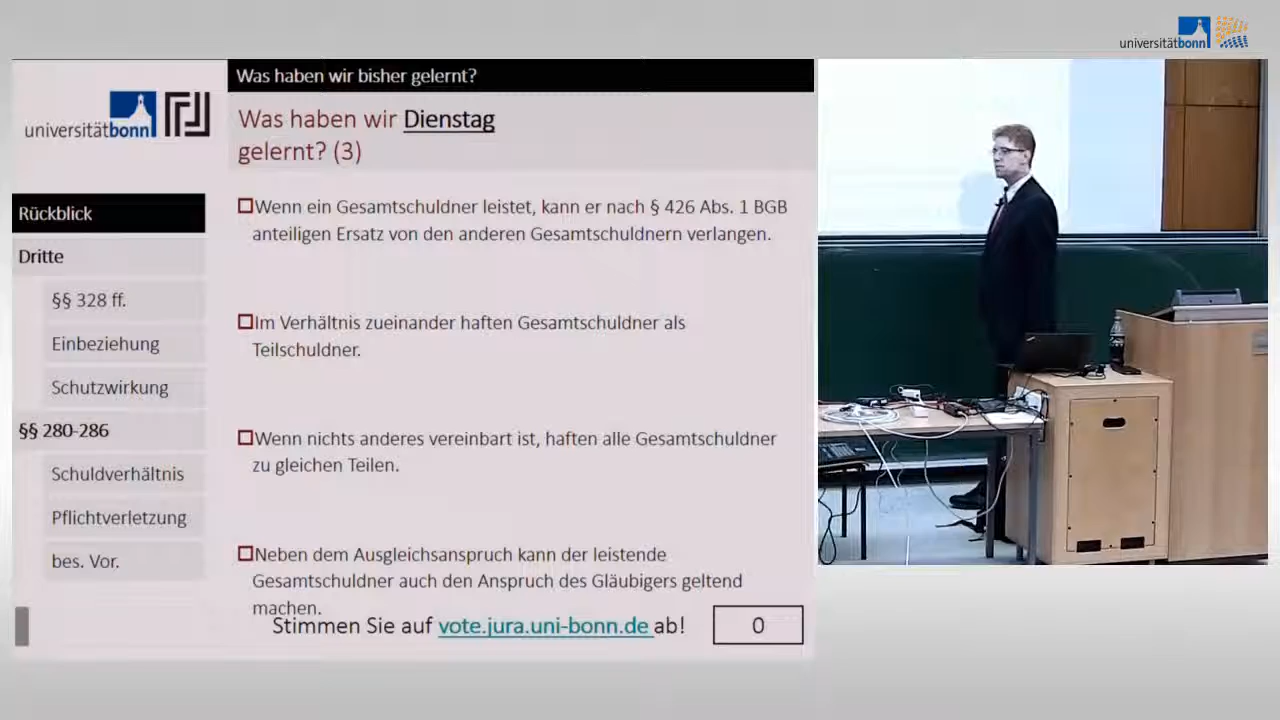 universitätbonn
Was haben wir bisher gelernt?
universitätbonn
Was haben wir Dienstag
gelernt? (3)
Rückblick
Dritte
§§ 328 ff.
Einbeziehung
Schutzwirkung
§§ 280-286
Schuldverhältnis
Pflichtverletzung
bes. Vor.
Wenn ein Gesamtschuldner leistet, kann er nach § 426 Abs. 1 BGB
anteiligen Ersatz von den anderen Gesamtschuldnern verlangen.
Im Verhältnis zueinander haften Gesamtschuldner als
Teilschuldner.
Wenn nichts anderes vereinbart ist, haften alle Gesamtschuldner
zu gleichen Teilen.
Neben dem Ausgleichsanspruch kann der leistende
Gesamtschuldner auch den Anspruch des Gläubigers geltend
machen.
Stimmen Sie auf vote.jura.uni-bonn.de ab!
0